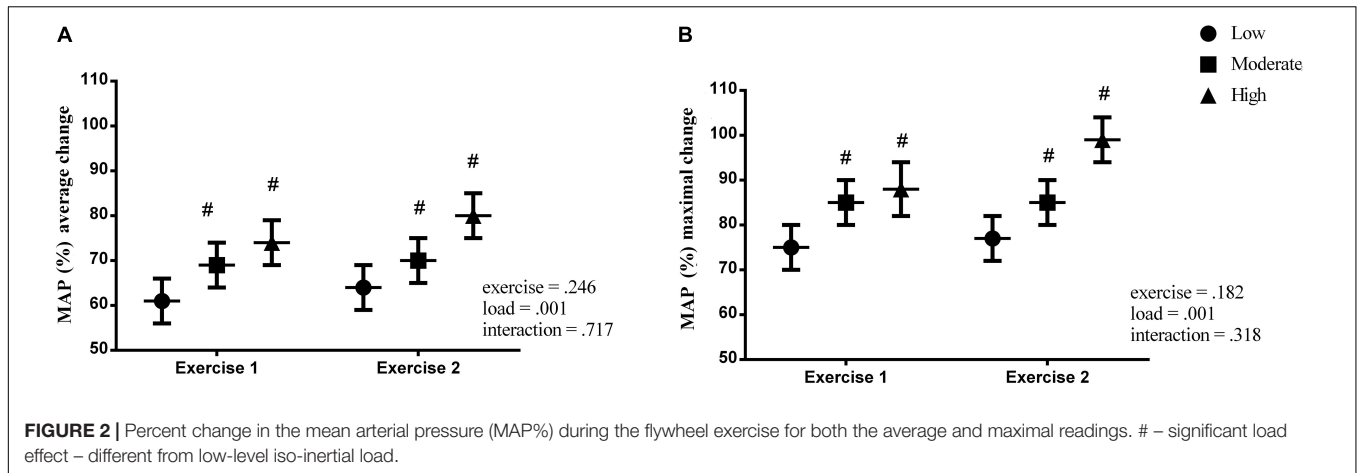 A
MAP (%) average change
110
100
90
80
70
60
50
#
#
#
#
Exercise 1
Exercise 2
exercise = .246
load = .001
interaction = .717
B
MAP (%) maximal change
110
100
90
80
70
60
50
#
#
#
#
Exercise 1
Exercise 2
exercise = .182
load = .001
interaction = .318
Low
Moderate
High
FIGURE 2 | Percent change in the mean arterial pressure (MAP%) during the flywheel exercise for both the average and maximal readings. # – significant load
effect – different from low-level iso-inertial load.